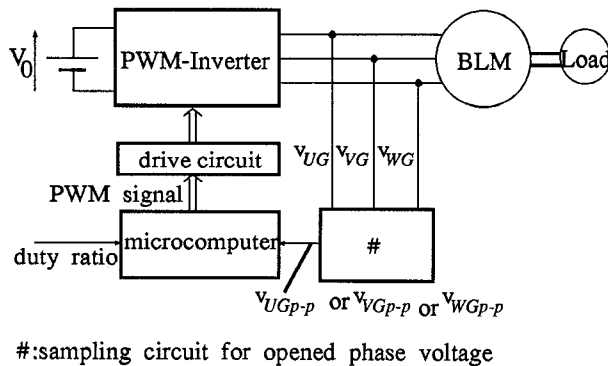 V0
PWM-Inverter
BLM
Load
drive circuit
vUG vVG vWG
PWM signal
microcomputer
#
duty ratio
vUGp-p or vVGp-p or vWGp-p
#:sampling circuit for opened phase voltage